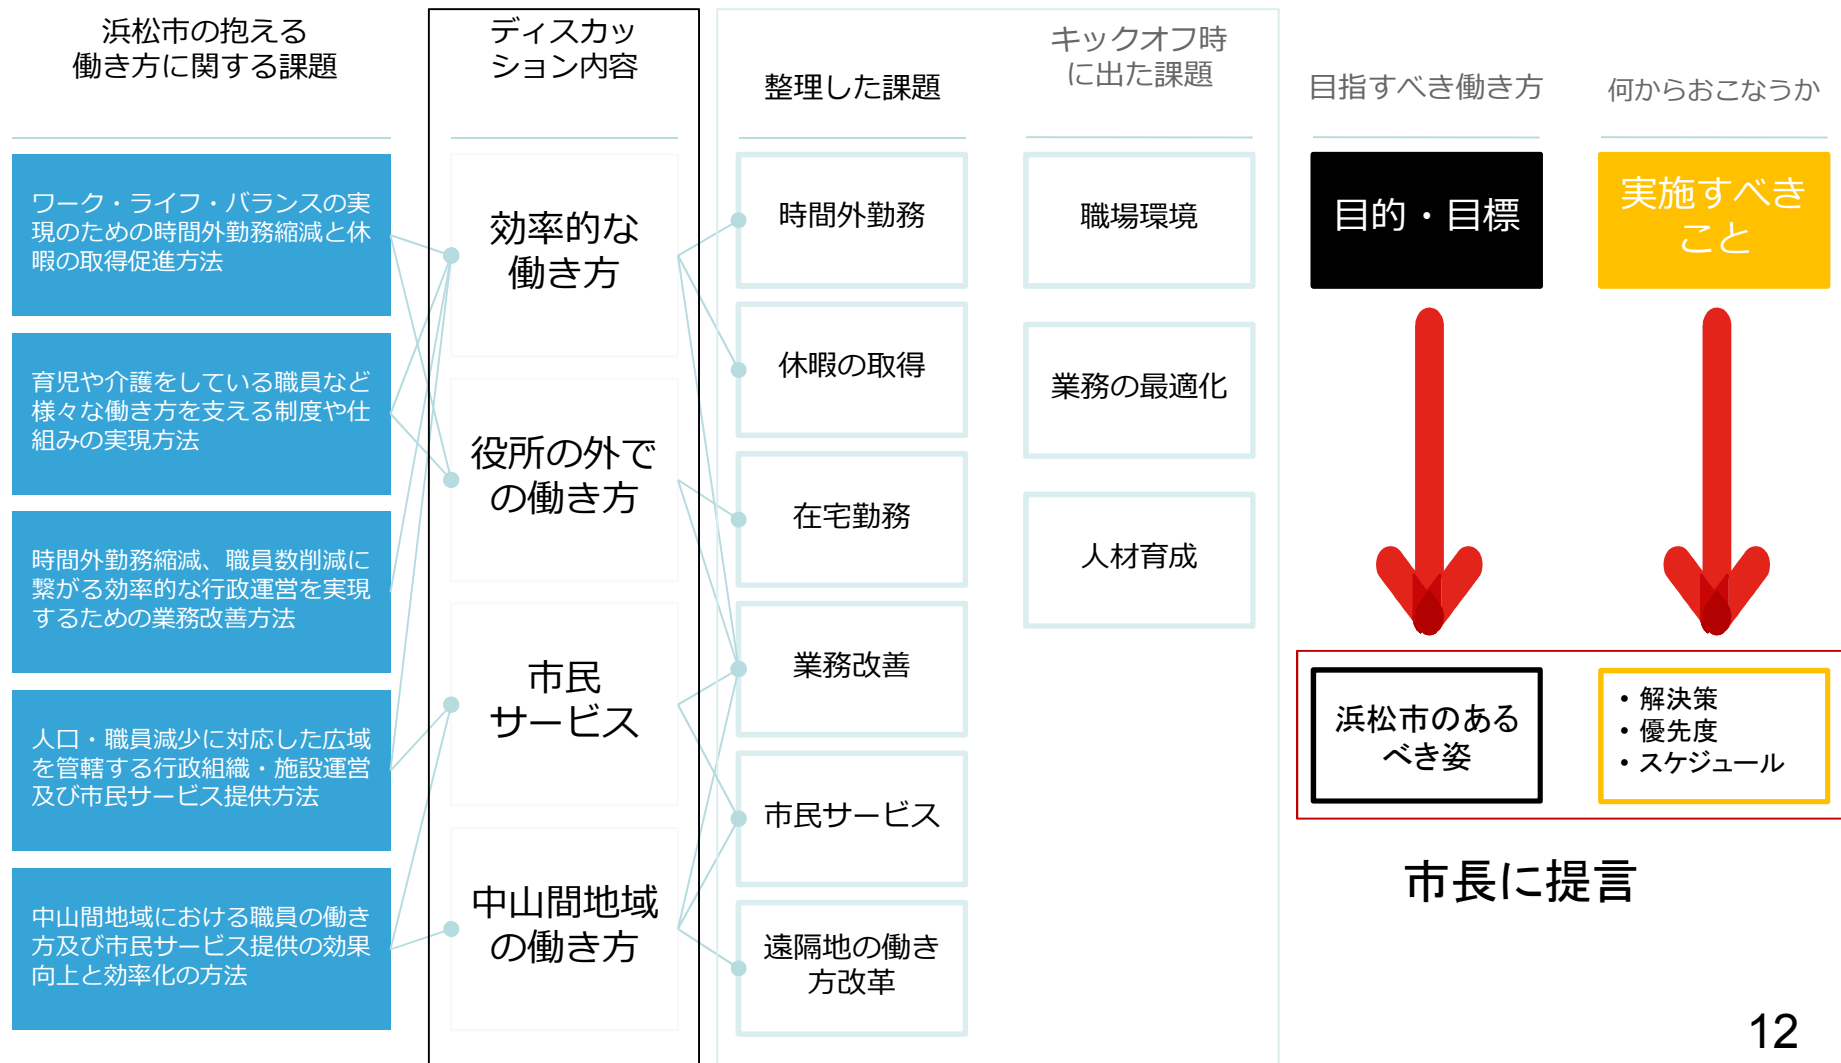 浜松市の抱える
働き方に関する課題
ディスカッ
ション内容
整理した課題
キックオフ時
に出た課題
目指すべき働き方
何からおこなうか
ワーク・ライフ・バランスの実
現のための時間外勤務縮減と休
暇の取得促進方法
育児や介護をしている職員など
様々な働き方を支える制度や仕
組みの実現方法
時間外勤務縮減、職員数削減に
繋がる効率的な行政運営を実現
するための業務改善方法
人口・職員減少に対応した広域
を管轄する行政組織・施設運営
及び市民サービス提供方法
中山間地域における職員の働き
方及び市民サービス提供の効果
向上と効率化の方法
効率的な
働き方
役所の外で
の働き方
市民
サービス
中山間地域
の働き方
時間外勤務
休暇の取得
在宅勤務
業務改善
市民サービス
遠隔地の働き
方改革
職場環境
業務の最適化
人材育成
目的・目標
実施すべき
こと
浜松市のある
べき姿
・解決策
・優先度
・スケジュール
市長に提言
12